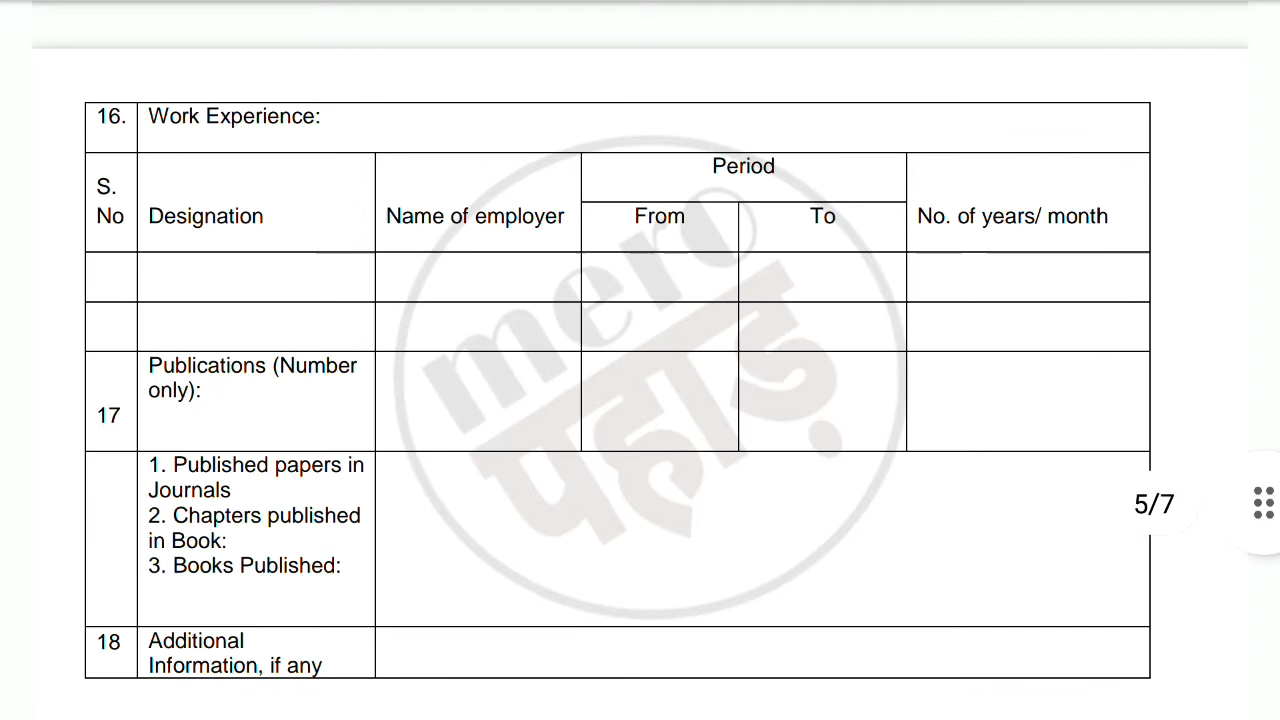 16. Work Experience:
Period
S.
No Designation Name of employer From To No. of years/ month
Publications (Number
only):
17
1. Published papers in
Journals
2. Chapters published
in Book:
3. Books Published:
5/7
18 Additional
Information, if any
mero
पहाड़